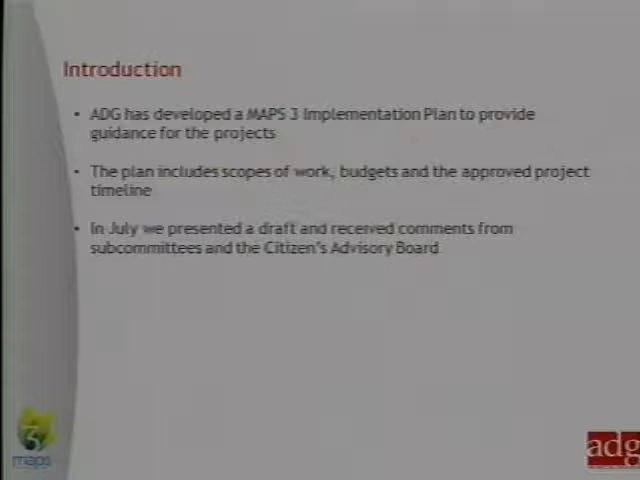 Introduction
• ADG has developed a MAPS 3 Implementation Plan to provide
guidance for the projects
• The plan includes scopes of work, budgets and the approved project
timeline
• In July we presented a draft and received comments from
subcommittees and the Citizen's Advisory Board
3
maps
adg